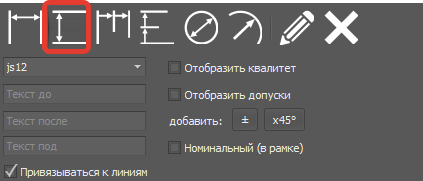 js12
Отобразить квалитет
Текст до
Отобразить допуски
Текст после
добавить: ± x45°
Текст под
Номинальный (в рамке)
Привязываться к линиям